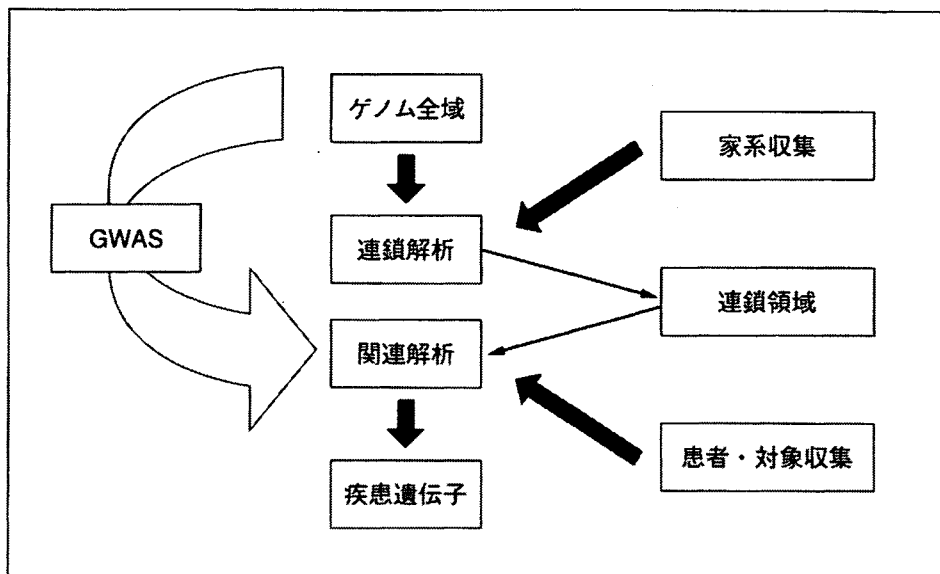 ゲノム全域
家系収集
GWAS
連鎖解析
連鎖領域
関連解析
患者・対象収集
疾患遺伝子